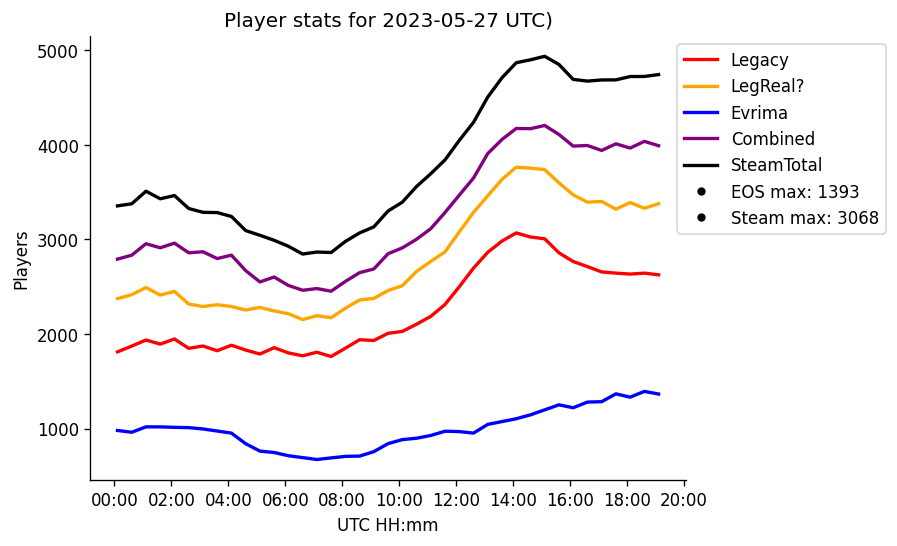 Player stats for 2023-05-27 UTC)
5000
4000
3000
2000
1000
Players
00:00 02:00 04:00 06:00 08:00 10:00 12:00 14:00 16:00 18:00 20:00
UTC HH:mm
Legacy
LegReal?
Evrima
Combined
SteamTotal
EOS max: 1393
Steam max: 3068